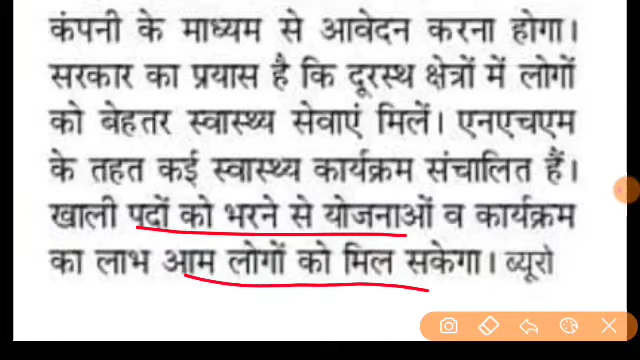 कंपनी के माध्यम से आवेदन करना होगा।
सरकार का प्रयास है कि दूरस्थ क्षेत्रों में लोगों
को बेहतर स्वास्थ्य सेवाएं मिलें। एनएचएम
के तहत कई स्वास्थ्य कार्यक्रम संचालित हैं।
खाली पदों को भरने से योजनाओं व कार्यक्रम
का लाभ आम लोगों को मिल सकेगा। ब्यूरो